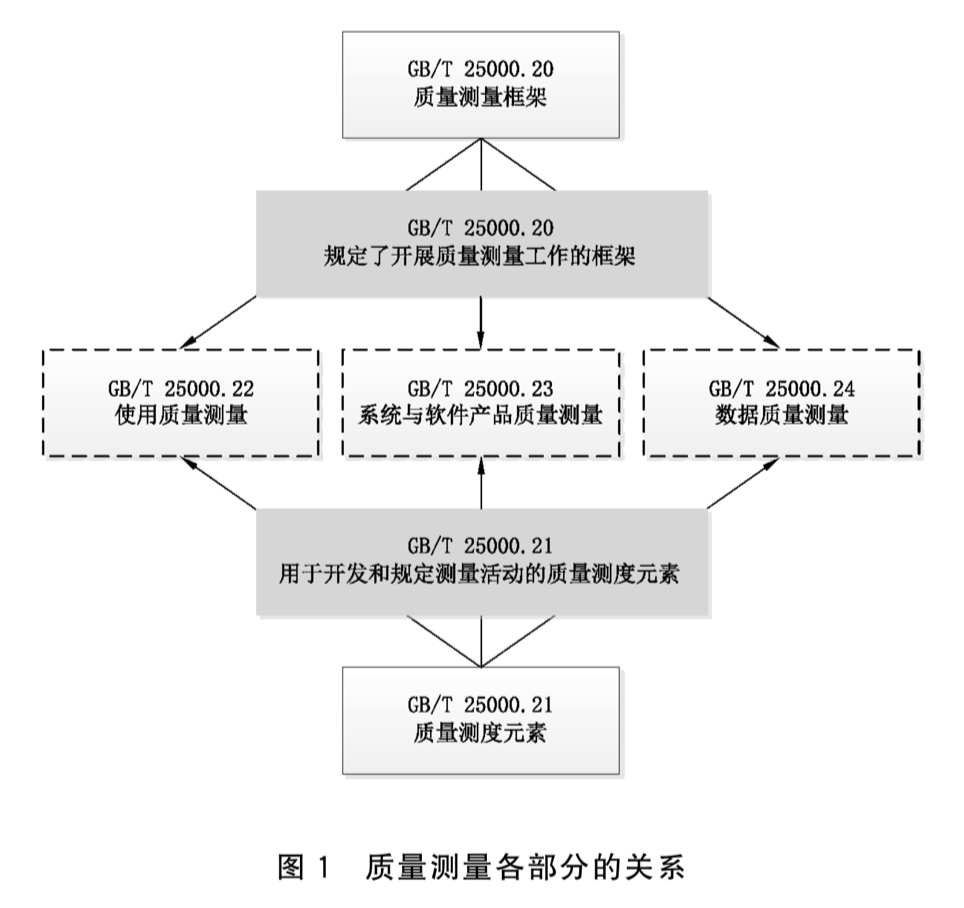 GB/T 25000.20
质量测量框架
GB/T 25000.20
规定了开展质量测量工作的框架
GB/T 25000.22
使用质量测量
GB/T 25000.23
系统与软件产品质量测量
GB/T 25000.24
数据质量测量
GB/T 25000.21
用于开发和规定测量活动的质量测度元素
GB/T 25000.21
质量测度元素
图 1 质量测量各部分的关系